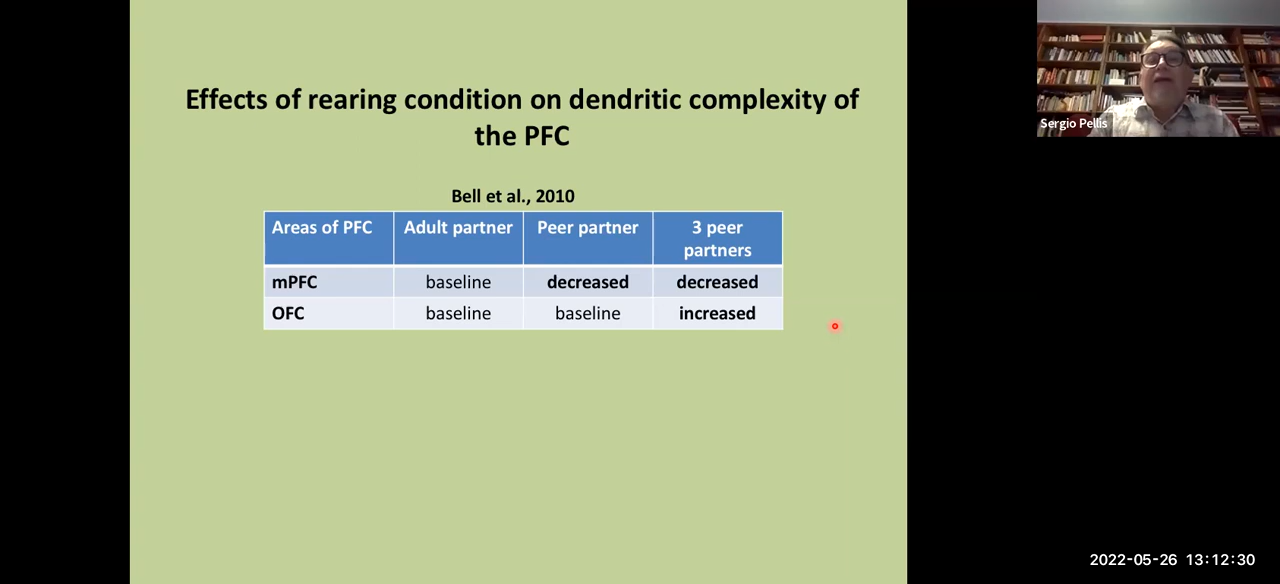 Effects of rearing condition on dendritic complexity of
the PFC
Bell et al., 2010
Areas of PFC Adult partner Peer partner 3 peer
partners
mPFC baseline decreased decreased
OFC baseline baseline increased
Sergio Pellis
2022-05-26 13:12:30